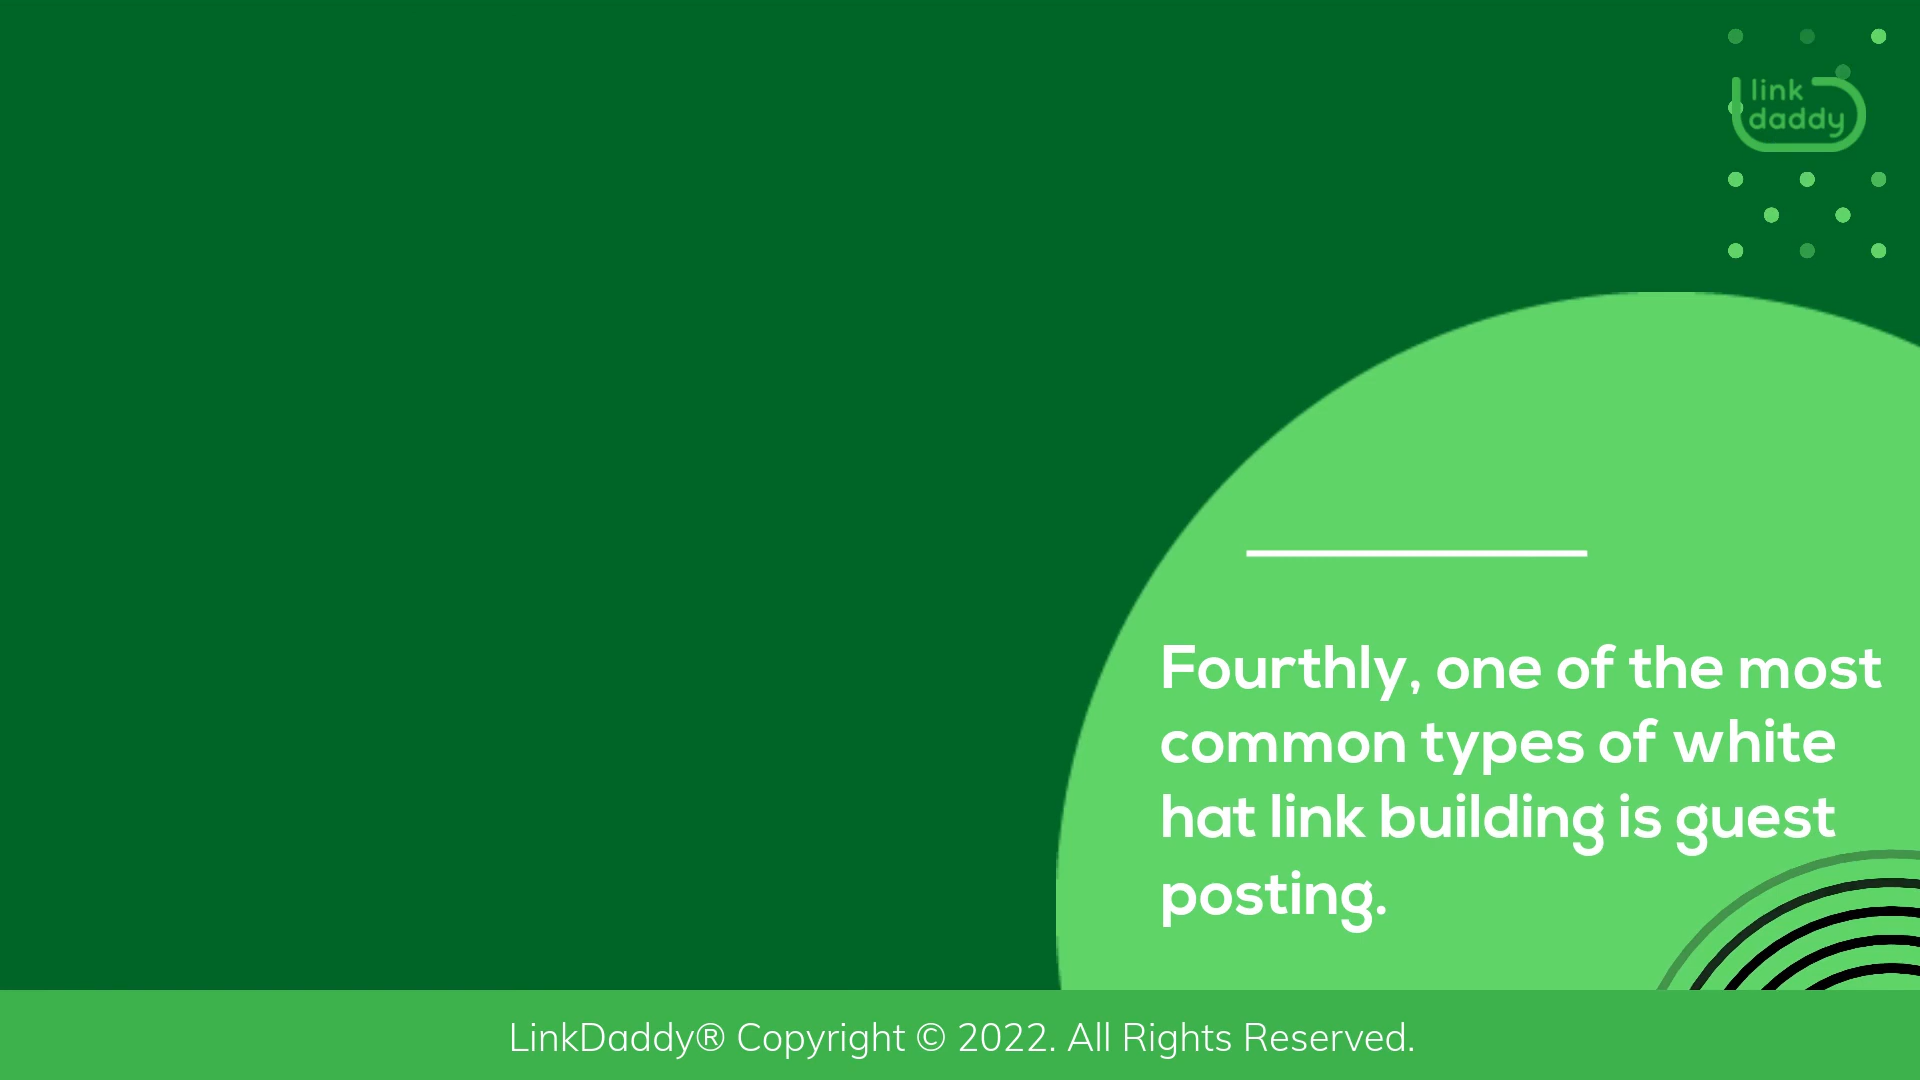 link
daddy
Fourthly, one of the most
common types of white
hat link building is guest
posting.
LinkDaddy® Copyright © 2022. All Rights Reserved.